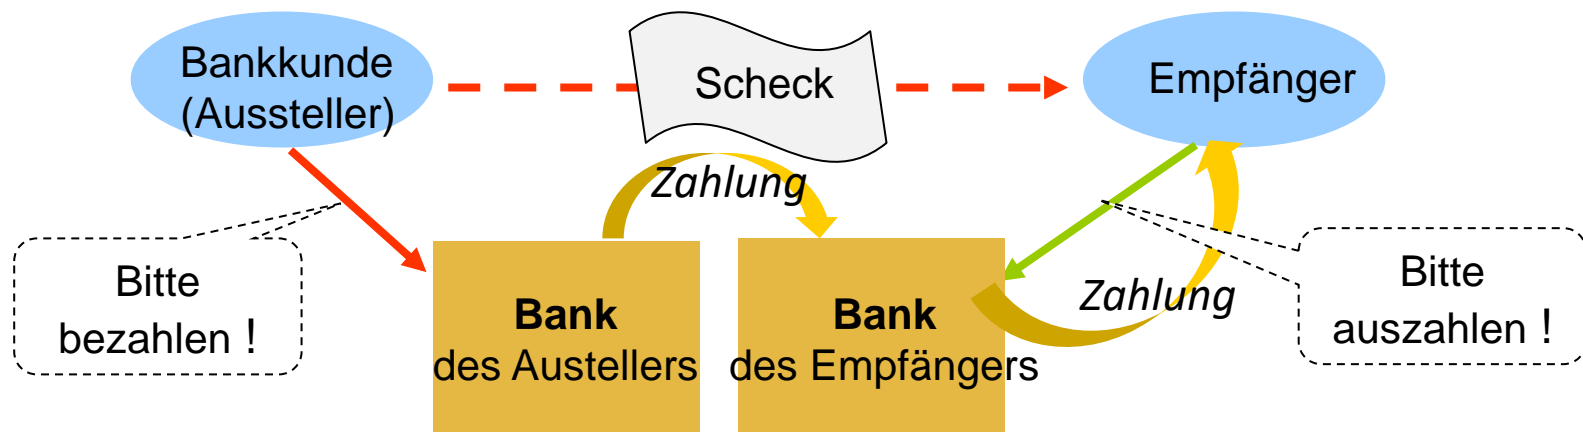 Bankkunde
(Aussteller)
Scheck
Empfänger
Zahlung
Bitte
bezahlen !
Bank
des Austellers
Bank
des Empfängers
Zahlung
Bitte
auszahlen !